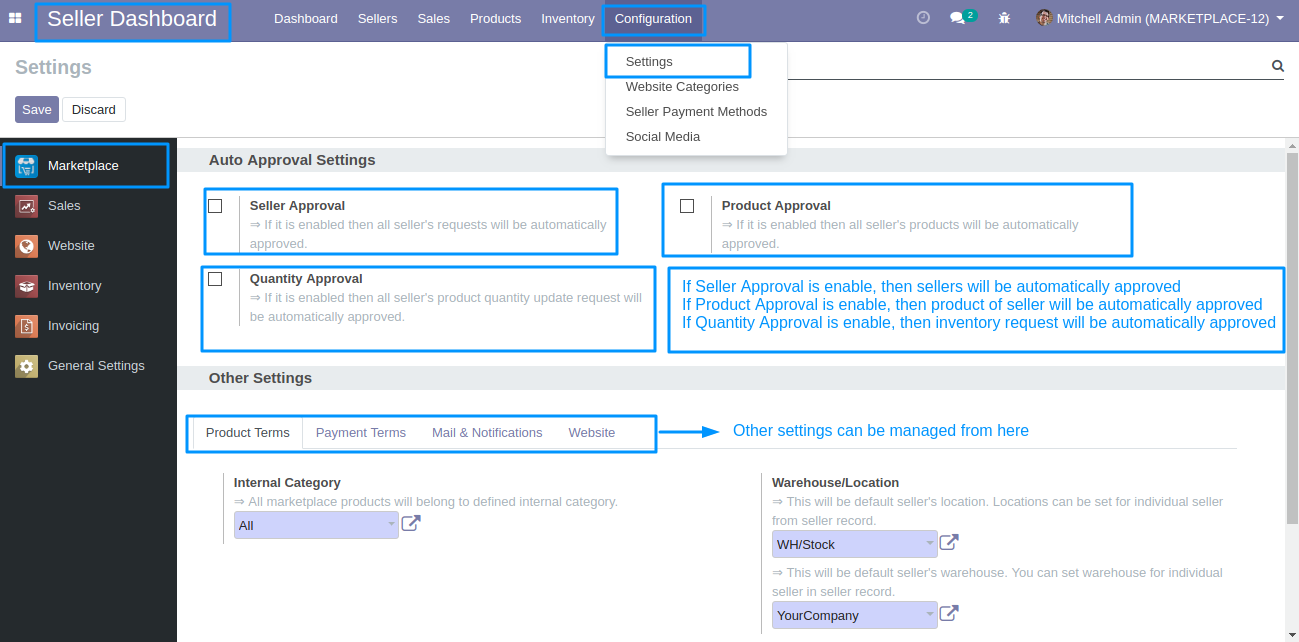 Seller Dashboard
Dashboard Sellers Sales Products Inventory Configuration
2
Mitchell Admin (MARKETPLACE-12)
Settings
Save Discard
Settings
Website Categories
Seller Payment Methods
Social Media
Marketplace
Sales
Website
Inventory
Invoicing
General Settings
Auto Approval Settings
Seller Approval
⇒ If it is enabled then all seller's requests will be automatically
approved.
Product Approval
⇒ If it is enabled then all seller's products will be automatically
approved.
Quantity Approval
⇒ If it is enabled then all seller's product quantity update request will
be automatically approved.
If Seller Approval is enable, then sellers will be automatically approved
If Product Approval is enable, then product of seller will be automatically approved
If Quantity Approval is enable, then inventory request will be automatically approved
Other Settings
Product Terms Payment Terms Mail & Notifications Website
Other settings can be managed from here
Internal Category
⇒ All marketplace products will belong to defined internal category.
All
Warehouse/Location
⇒ This will be default seller's location. Locations can be set for individual seller
from seller record.
WH/Stock
⇒ This will be default seller's warehouse. You can set warehouse for individual
seller in seller record.
YourCompany